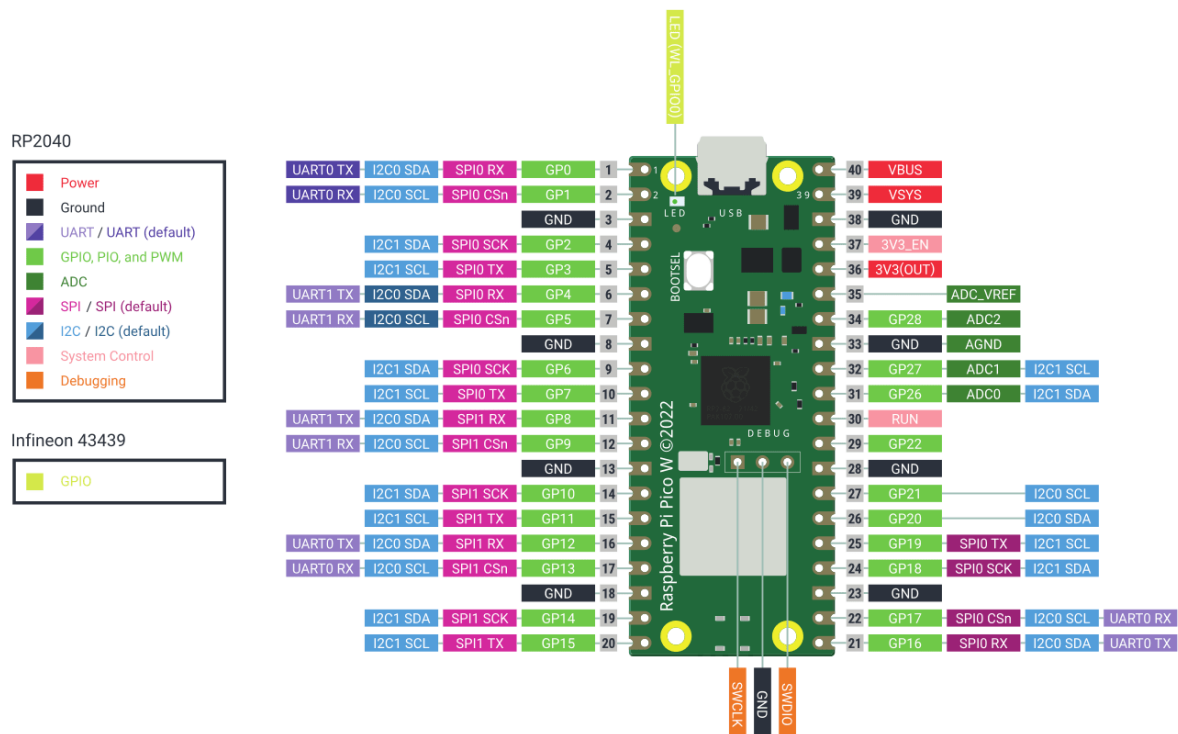 LED (WL_GPIO0)
RP2040
Power
Ground
UART / UART (default)
GPIO, PIO, and PWM
ADC
SPI / SPI (default)
I2C / I2C (default)
System Control
Debugging
Infineon 43439
GPIO
UART0 TX I2C0 SDA SPI0 RX GP0 1
UART0 RX I2C0 SCL SPI0 CSn GP1 2
GND 3
I2C1 SDA SPI0 SCK GP2 4
I2C1 SCL SPI0 TX GP3 5
UART1 TX I2C0 SDA SPI0 RX GP4 6
UART1 RX I2C0 SCL SPI0 CSn GP5 7
GND 8
I2C1 SDA SPI0 SCK GP6 9
I2C1 SCL SPI0 TX GP7 10
UART1 TX I2C0 SDA SPI1 RX GP8 11
UART1 RX I2C0 SCL SPI1 CSn GP9 12
GND 13
I2C1 SDA SPI1 SCK GP10 14
I2C1 SCL SPI1 TX GP11 15
UART0 TX I2C0 SDA SPI1 RX GP12 16
UART0 RX I2C0 SCL SPI1 CSn GP13 17
GND 18
I2C1 SDA SPI1 SCK GP14 19
I2C1 SCL SPI1 TX GP15 20
1
2
39
LED
USB
BOOTSEL
DEBUG
Raspberry Pi Pico W ©2022
40 VBUS
39 VSYS
38 GND
37 3V3_EN
36 3V3(OUT)
35 ADC_VREF
34 GP28 ADC2
33 GND AGND
32 GP27 ADC1 I2C1 SCL
31 GP26 ADC0 I2C1 SDA
30 RUN
29 GP22
28 GND
27 GP21 I2C0 SCL
26 GP20 I2C0 SDA
25 GP19 SPI0 TX I2C1 SCL
24 GP18 SPI0 SCK I2C1 SDA
23 GND
22 GP17 SPI0 CSn I2C0 SCL UART0 RX
21 GP16 SPI0 RX I2C0 SDA UART0 TX
SWCLK
GND
SWDIO